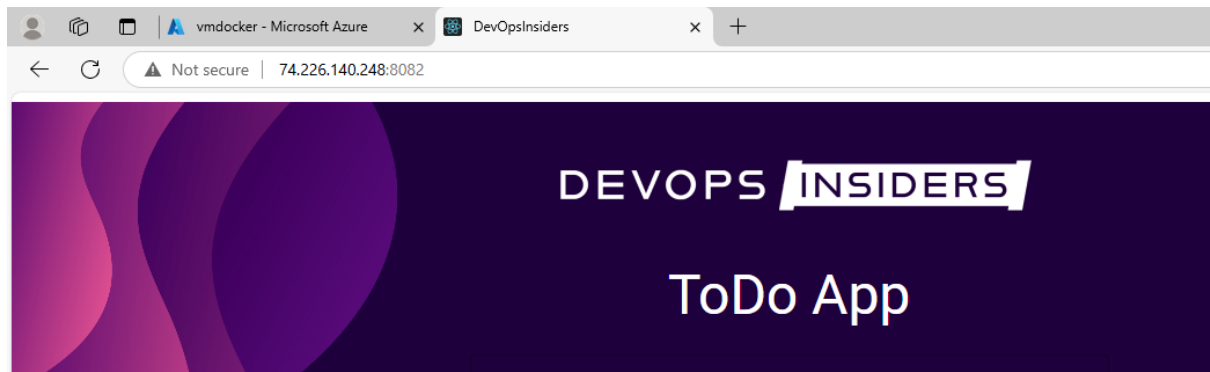 vmdocker - Microsoft Azure
DevOpsInsiders
Not secure 74.226.140.248:8082
DEVOPS INSIDERS
ToDo App